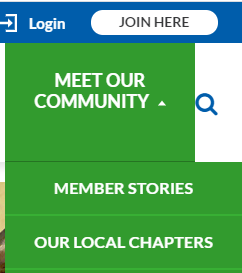 Login
JOIN HERE
MEET OUR
COMMUNITY
MEMBER STORIES
OUR LOCAL CHAPTERS